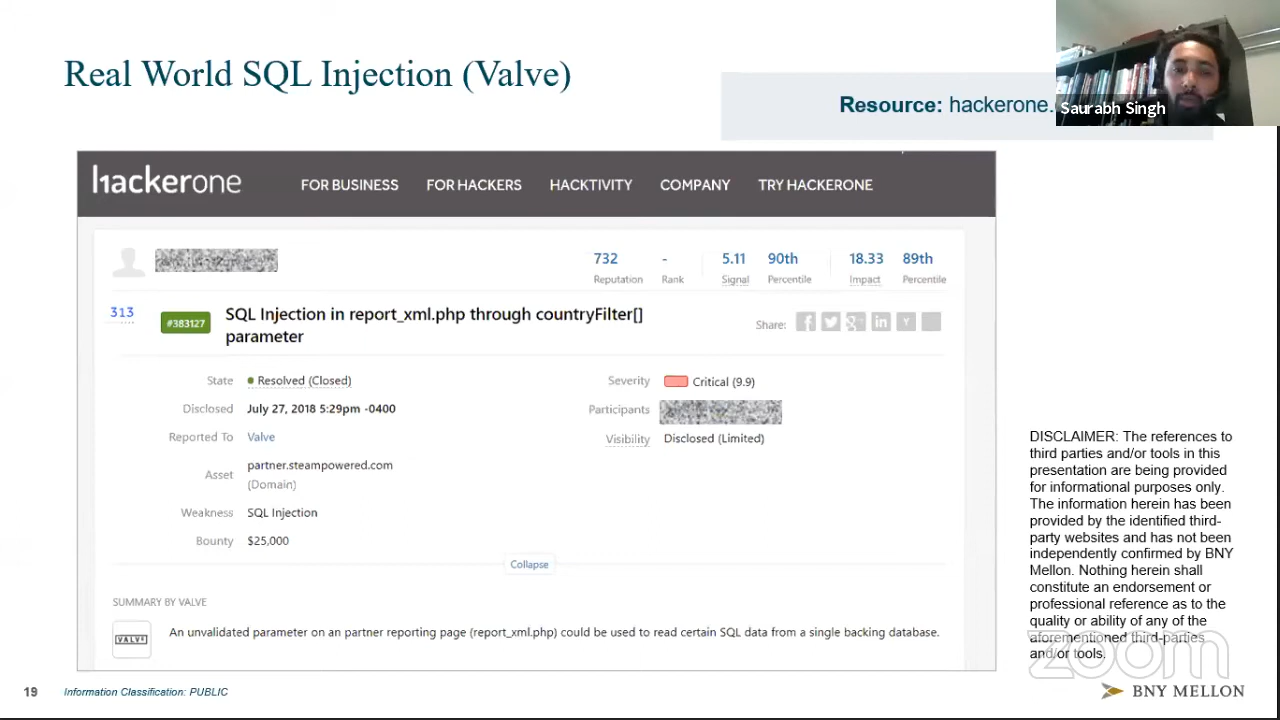 Real World SQL Injection (Valve)
Resource: hackerone.
Saurabh Singh
hackerone
FOR BUSINESS FOR HACKERS HACKTIVITY COMPANY TRY HACKERONE
732 - 5.11 90th 18.33 89th
Reputation Rank Signal Percentile Impact Percentile
313
#383127
SQL Injection in report_xml.php through countryFilter[]
parameter
Share:
State Resolved (Closed)
Disclosed July 27, 2018 5:29pm -0400
Reported To Valve
Asset partner.steampowered.com
(Domain)
Weakness SQL Injection
Bounty $25,000
Severity Critical (9.9)
Participants
Visibility Disclosed (Limited)
Collapse
SUMMARY BY VALVE
VALVE
An unvalidated parameter on an partner reporting page (report_xml.php) could be used to read certain SQL data from a single backing database.
DISCLAIMER: The references to
third parties and/or tools in this
presentation are being provided
for informational purposes only.
The information herein has been
provided by the identified third-
party websites and has not been
independently confirmed by BNY
Mellon. Nothing herein shall
constitute an endorsement or
professional reference as to the
quality or ability of any of the
aforementioned third-parties
and/or tools.
zoom
19 Information Classification: PUBLIC
BNY MELLON